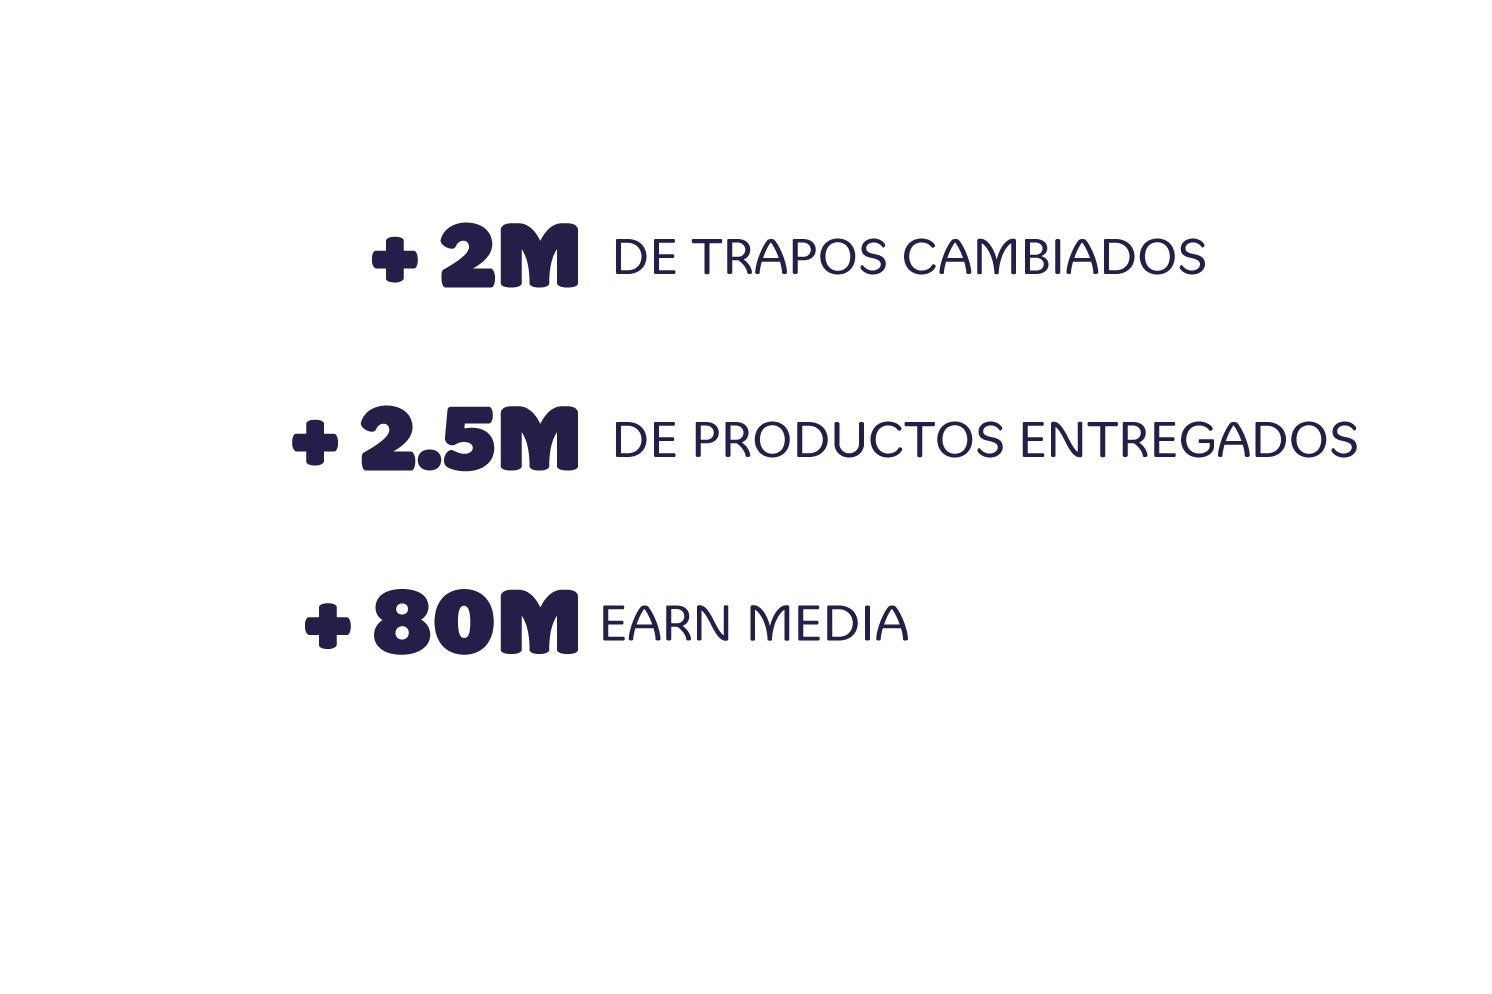 + 2M DE TRAPOS CAMBIADOS
+ 2.5M DE PRODUCTOS ENTREGADOS
+ 80M EARN MEDIA